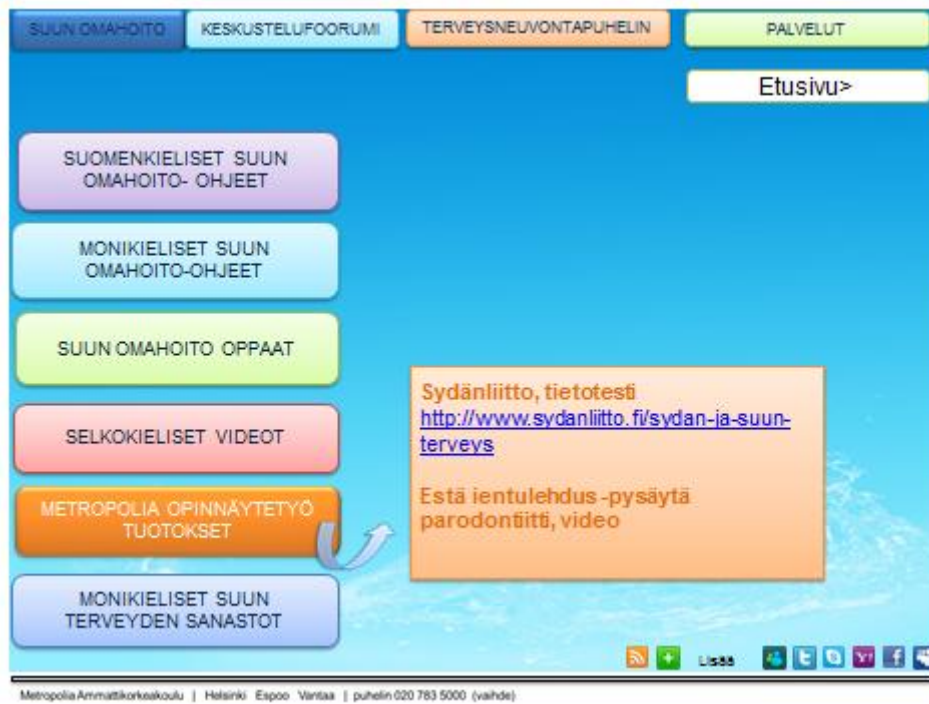 SUUN OMAHOITO
KESKUSTELUFOORUMI
TERVEYSNEUVONTAPUHELIN
PALVELUT
Etusivu>
SUOMENKIELISET SUUN
OMAHOITO- OHJEET
MONIKIELISET SUUN
OMAHOITO-OHJEET
SUUN OMAHOITO OPPAAT
SELKOKIELISET VIDEOT
METROPOLIA OPINNÄYTETYÖ
TUOTOKSET
MONIKIELISET SUUN
TERVEYDEN SANASTOT
Sydänliitto, tietotesti
http://www.sydanliitto.fi/sydan-ja-suun-
terveys
Estä ientulehdus -pysäytä
parodontiitti, video
Lisää
Metropolia Ammattikorkeakoulu | Helsinki Espoo Vantaa | puhelin 020 783 5000 (vaihde)